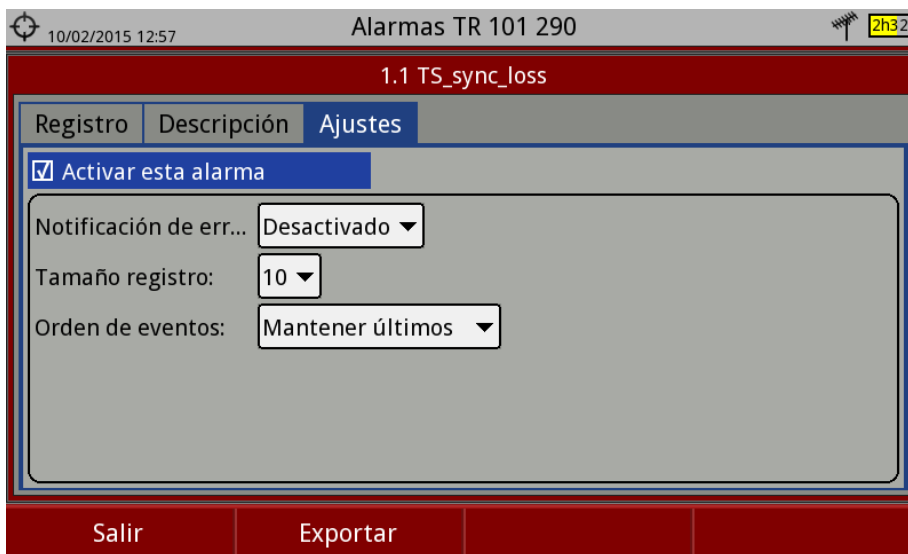 10/02/2015 12:57 Alarmas TR 101 290 2h32
1.1 TS_sync_loss
Registro Descripción Ajustes
Activar esta alarma
Notificación de err... Desactivado
Tamaño registro: 10
Orden de eventos: Mantener últimos
Salir Exportar